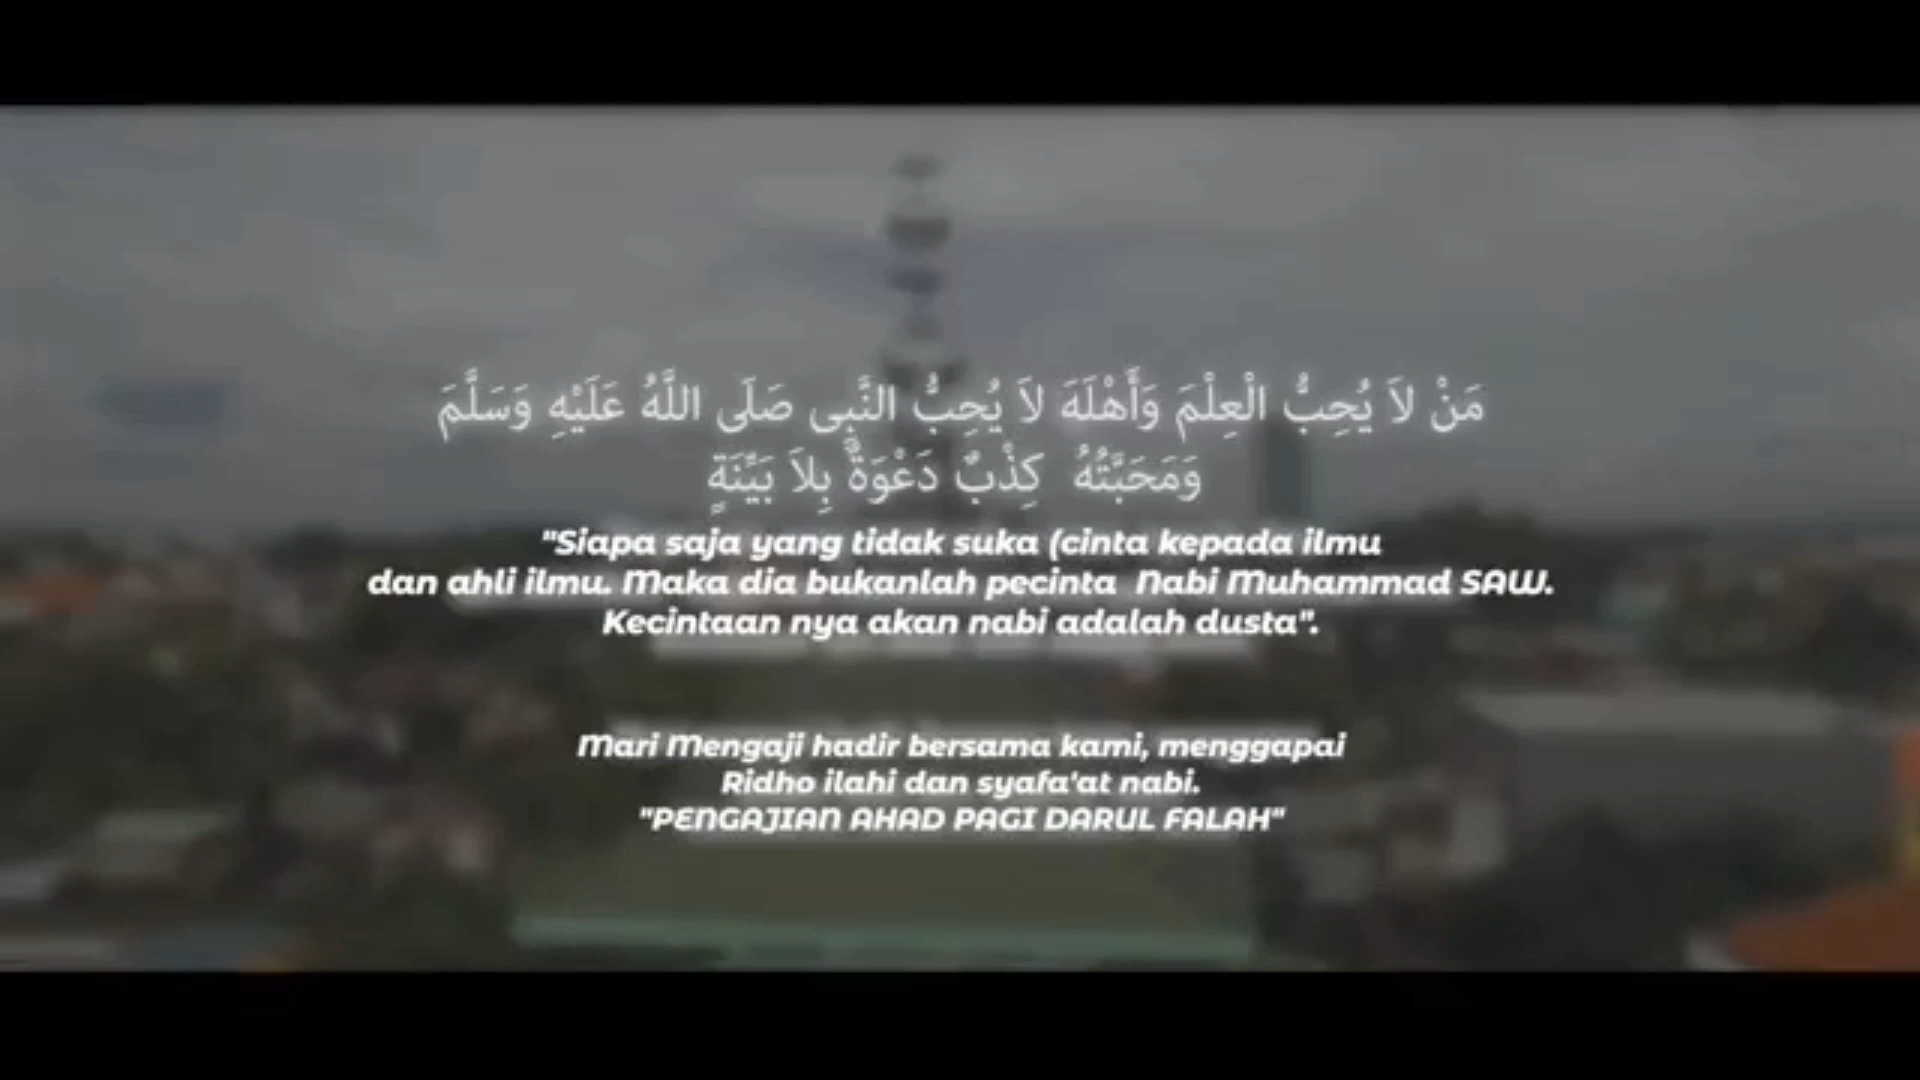 مَنْ لاَ يُحِبُّ الْعِلْمَ وَأَهْلَهَ لاَ يُحِبُّ النَّبِى صَلَى اللَّهُ عَلَيْهِ وَسَلَّمَ
وَمَحَبَّتُهُ كِذْبٌ دَعْوَةٌ بِلاَ بَيِّنَةٍ
"Siapa saja yang tidak suka (cinta kepada ilmu
dan ahli ilmu. Maka dia bukanlah pecinta Nabi Muhammad SAW.
Kecintaan nya akan nabi adalah dusta".
Mari Mengaji hadir bersama kami, menggapai
Ridho ilahi dan syafa'at nabi.
"PENGAJIAN AHAD PAGI DARUL FALAH"